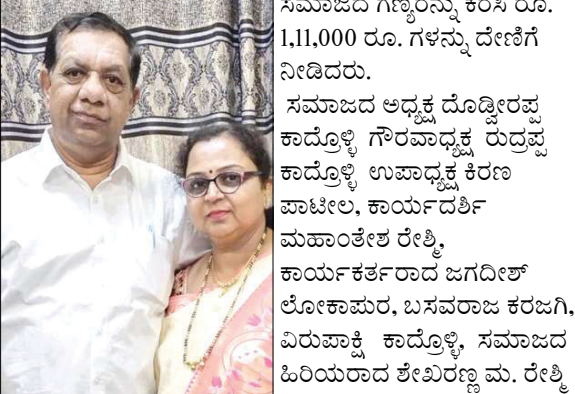 ಸಮಾಜದ ಗಣ್ಯರನ್ನು ಕರೆಸಿ ರೂ.
1,11,000 ರೂ. ಗಳನ್ನು ದೇಣಿಗೆ
ನೀಡಿದರು.
ಸಮಾಜದ ಅಧ್ಯಕ್ಷ ದೊಡ್ವೀರಪ್ಪ
ಕಾದ್ರೊಳ್ಳಿ ಗೌರವಾಧ್ಯಕ್ಷ ರುದ್ರಪ್ಪ
ಕಾದ್ರೊಳ್ಳಿ ಉಪಾಧ್ಯಕ್ಷ ಕಿರಣ
ಪಾಟೀಲ, ಕಾರ್ಯದರ್ಶಿ
ಮಹಾಂತೇಶ ರೇಶ್ಮಿ,
ಕಾರ್ಯಕರ್ತರಾದ ಜಗದೀಶ್
ಲೋಕಾಪುರ, ಬಸವರಾಜ ಕರಜಗಿ,
ವಿರುಪಾಕ್ಷಿ ಕಾದ್ರೊಳ್ಳಿ, ಸಮಾಜದ
ಹಿರಿಯರಾದ ಶೇಖರಣ್ಣ ಮ. ರೇಶ್ಮಿ